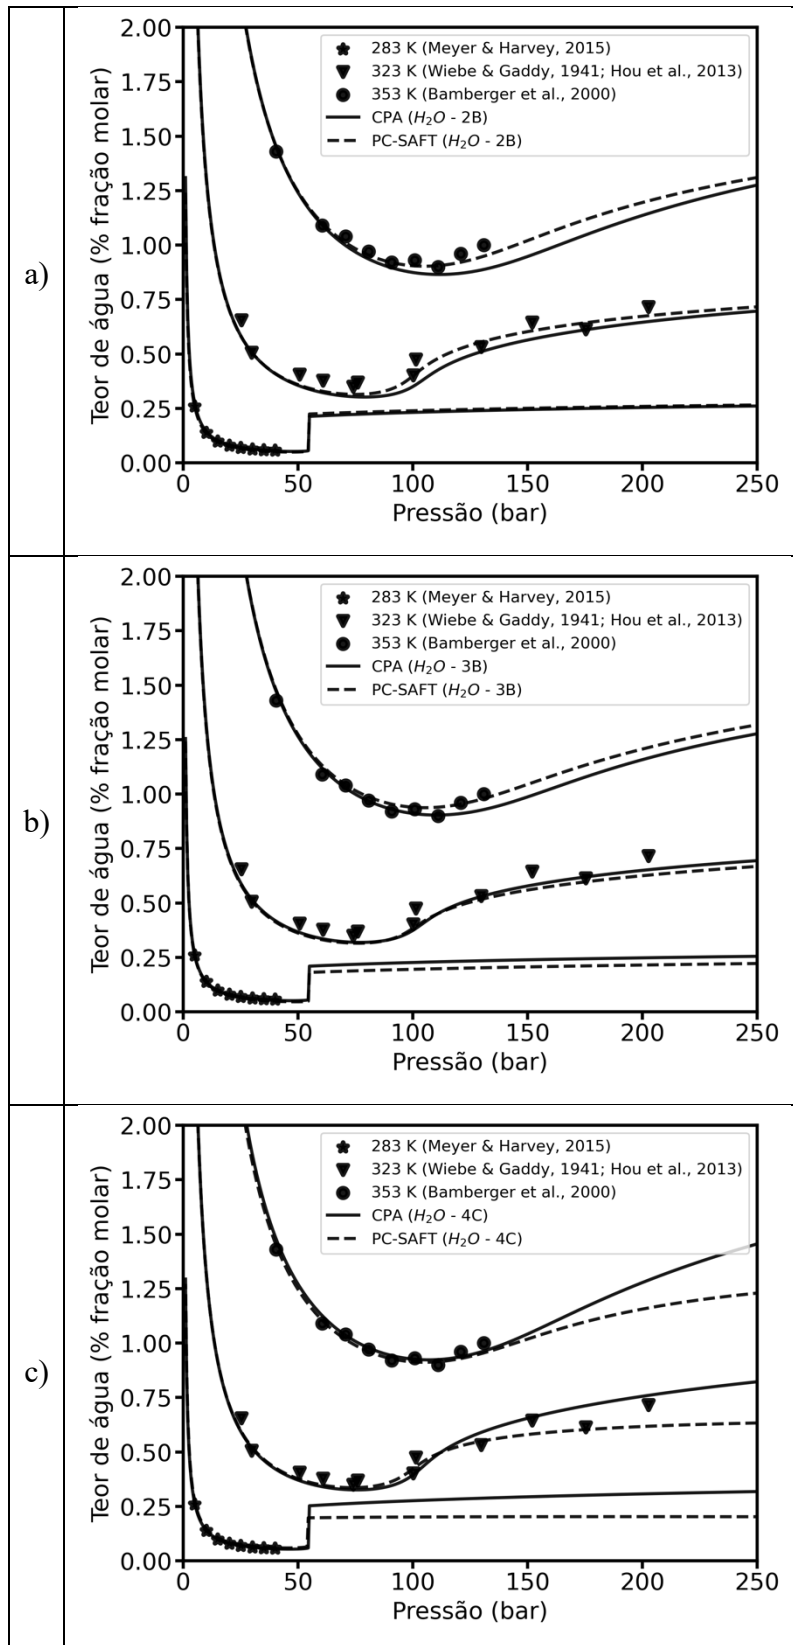 a)
2.00
1.75
1.50
1.25
1.00
0.75
0.50
0.25
0.00
Teor de água (% fração molar)
283 K (Meyer & Harvey, 2015)
323 K (Wiebe & Gaddy, 1941; Hou et al., 2013)
353 K (Bamberger et al., 2000)
CPA (H2O - 2B)
PC-SAFT (H2O - 2B)
0 50 100 150 200 250
Pressão (bar)
b)
2.00
1.75
1.50
1.25
1.00
0.75
0.50
0.25
0.00
Teor de água (% fração molar)
283 K (Meyer & Harvey, 2015)
323 K (Wiebe & Gaddy, 1941; Hou et al., 2013)
353 K (Bamberger et al., 2000)
CPA (H2O - 3B)
PC-SAFT (H2O - 3B)
0 50 100 150 200 250
Pressão (bar)
c)
2.00
1.75
1.50
1.25
1.00
0.75
0.50
0.25
0.00
Teor de água (% fração molar)
283 K (Meyer & Harvey, 2015)
323 K (Wiebe & Gaddy, 1941; Hou et al., 2013)
353 K (Bamberger et al., 2000)
CPA (H2O - 4C)
PC-SAFT (H2O - 4C)
0 50 100 150 200 250
Pressão (bar)